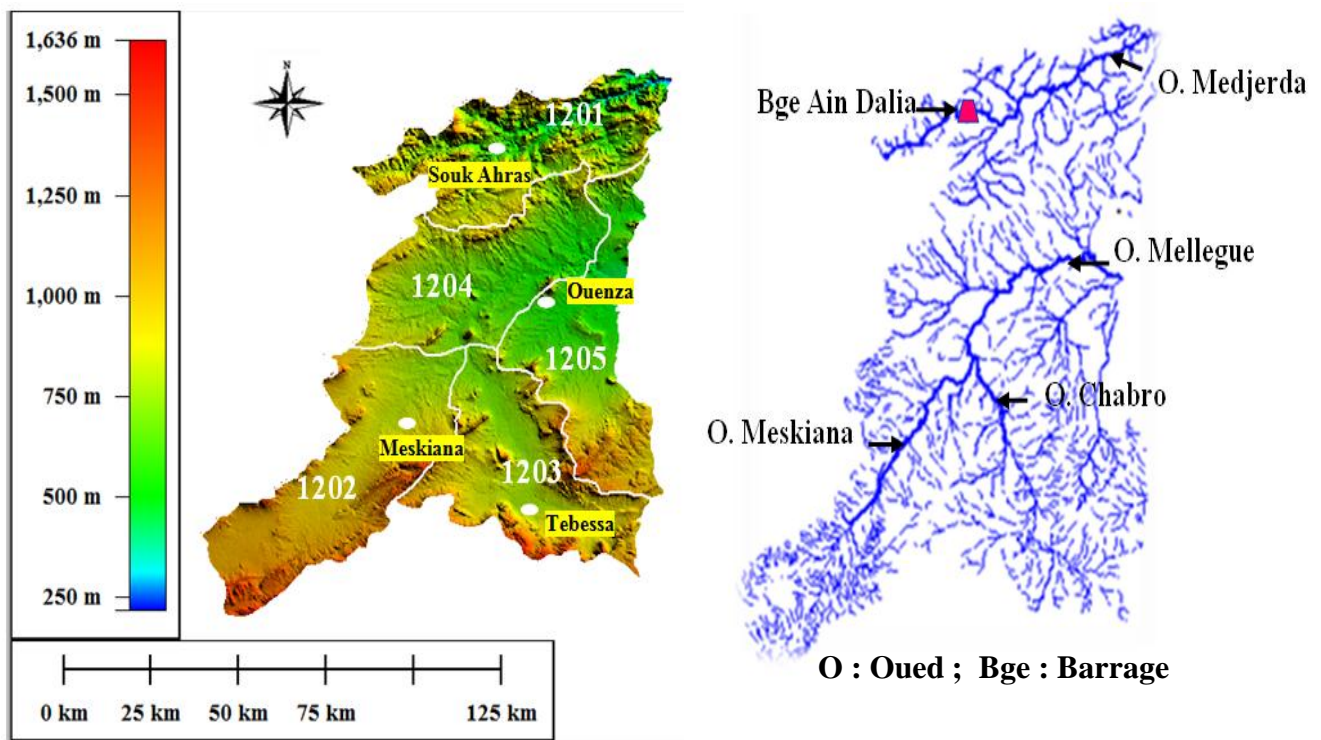 1,636 m
1,500 m
1,250 m
1,000 m
750 m
500 m
250 m
N
1201
Souk Ahras
1204
Ouenza
1205
Meskiana
1203
1202
Tebessa
0 km 25 km 50 km 75 km 125 km
O. Medjerda
Bge Ain Dalia
O. Mellegue
O. Chabro
O. Meskiana
O : Oued ; Bge : Barrage